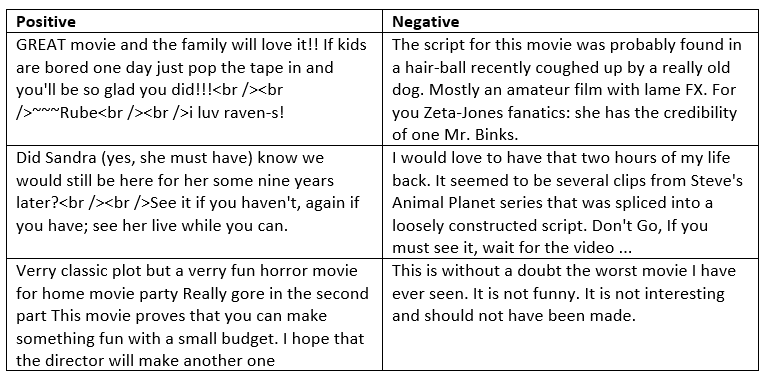 Positive
Negative
GREAT movie and the family will love it!! If kids
are bored one day just pop the tape in and
you'll be so glad you did!!!<br /><br
/>~~~Rube<br /><br />i luv raven-s!
The script for this movie was probably found in
a hair-ball recently coughed up by a really old
dog. Mostly an amateur film with lame FX. For
you Zeta-Jones fanatics: she has the credibility
of one Mr. Binks.
Did Sandra (yes, she must have) know we
would still be here for her some nine years
later?<br /><br />See it if you haven't, again if
you have; see her live while you can.
I would love to have that two hours of my life
back. It seemed to be several clips from Steve's
Animal Planet series that was spliced into a
loosely constructed script. Don't Go, If you
must see it, wait for the video ...
Verry classic plot but a verry fun horror movie
for home movie party Really gore in the second
part This movie proves that you can make
something fun with a small budget. I hope that
the director will make another one
This is without a doubt the worst movie I have
ever seen. It is not funny. It is not interesting
and should not have been made.